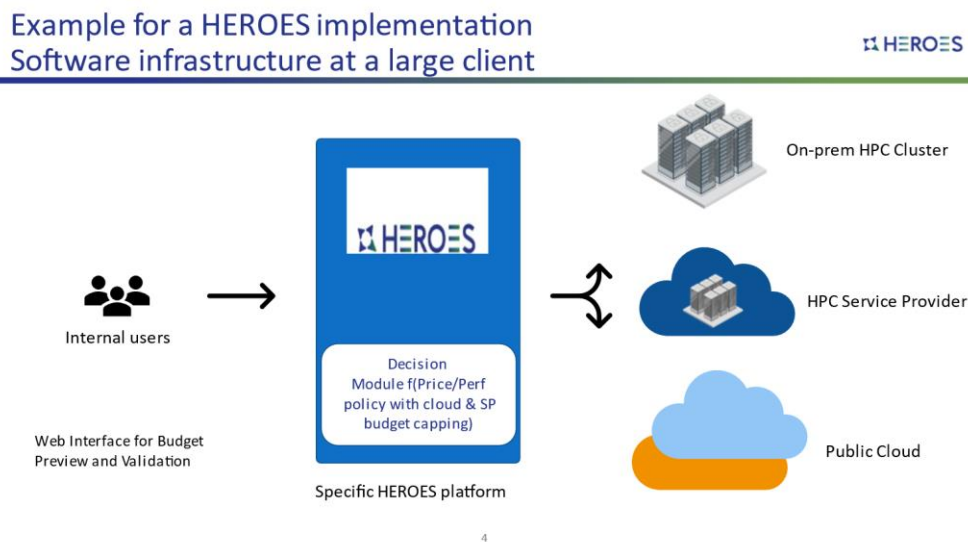 Example for a HEROES implementation
Software infrastructure at a large client
HEROES
On-prem HPC Cluster
HEROES
Internal users
HPC Service Provider
Decision
Module f(Price/Perf
policy with cloud & SP
budget capping)
Web Interface for Budget
Preview and Validation
Public Cloud
Specific HEROES platform
4